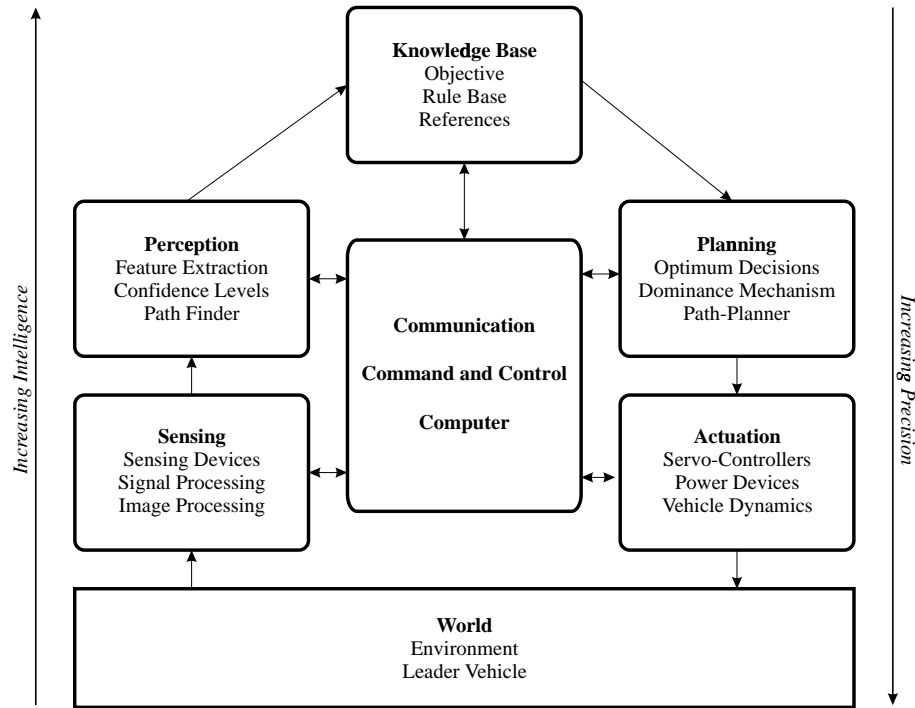 Knowledge Base
Objective
Rule Base
References
Perception
Feature Extraction
Confidence Levels
Path Finder
Communication
Command and Control
Computer
Planning
Optimum Decisions
Dominance Mechanism
Path-Planner
Sensing
Sensing Devices
Signal Processing
Image Processing
Actuation
Servo-Controllers
Power Devices
Vehicle Dynamics
World
Environment
Leader Vehicle
Increasing Intelligence
Increasing Precision